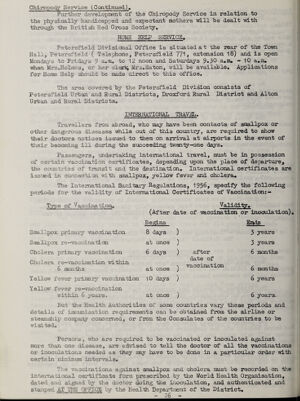 Chiropody Service (Continued).
Further development of the Chiropody Service in relation to
the physically handicapped and expectant mothers will be dealt with
through the British Red Cross Society.
HOME HELP SERVICE.
Petersfield Divisional Office is situated at the rear of the Town
Hall, Petersfield ( Telephone, Petersfield 775, extension 18) and is open
Mondays to Fridays 9 a.m. to 12 noon and Saturdays 9.30 a.m. - 10 a.m.
when Mrs. or her Mrs. will be available. Applications
for Home Help should be made direct to this office.
The area covered by the Petersfield Division consists of
Petersfield Urban and Rural Districts, Droxford Rural District and Alton
Urban and Rural Districts.
INTERNATIONAL TRAVEL.
Travellers from abroad, who may have been contacts of smallpox or
other dangerous diseases while out of this country, are required to show
their doctors notices issued to them on arrival at airports in the event of
their becoming ill during the succeeding twenty-one days.
Passengers, undertaking international travel, must be in possession
of certain vaccination certificates, depending upon the place of departure,
the countries of transit and the destination. International certificates are
issued in connection with smallpox, yellow fever and cholera.
The International Sanitary Regulations, 1956, specify the following
periods for the validity of International Certificates of Vaccination:-
Type of Vaccination. Validity.
(After date of vaccination or inoculation).
Begins Ends
Smallpox primary vaccination 8 days ) 3 years
Smallpox re-vaccination at once ) 3 years
Cholera primary vaccination 6 days ) after 6 months
Cholera re-vaccination within date of
6 months at once ) vaccination 6 months
Yellow fever primary vaccination 10 days ) 6 years
Yellow fever re-vaccination
within 6 years. at once ) 6 years
But the Health Authorities of some countries vary these periods and
details of immunisation requirements can be obtained from the airline or
steamship company concerned, or from the Consulates of the countries to be
visited.
Persons, who are required to be vaccinated or inoculated against
more than one disease, are advised to tell the doctor of all the vaccinations
or inoculations needed as they may have to be done in a particular order with
certain minimum intervals.
The vaccinations against smallpox and cholera must be recorded on the
international certificate form prescribed by the World Health Organisation,
dated and signed by the doctor doing the inoculation, and authenticated and
stamped AT THE OFFICE by the Health Department of the District.
- 26 -